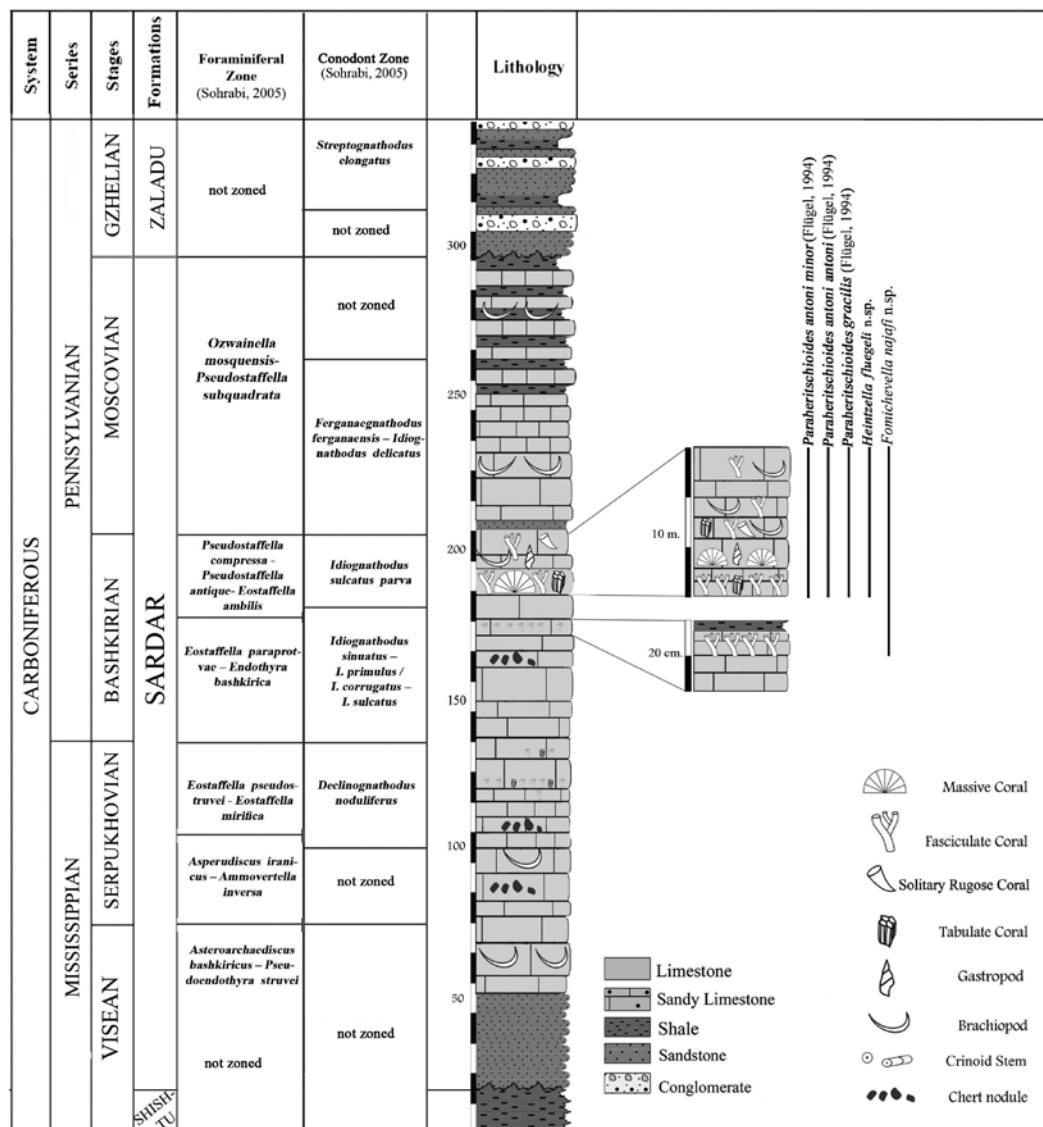 System
Series
Stages
Formations
Foraminiferal
Zone
(Sohrabi, 2005)
Conodont Zone
(Sohrabi, 2005)
Lithology
CARBONIFEROUS
PENNSYLVANIAN
MISSISSIPPIAN
GZHELIAN
MOSCOVIAN
BASHKIRIAN
SERPUKHOVIAN
VISEAN
ZALADU
SARDAR
SHISH-
TU
not zoned
Ozwainella
mosquensis-
Pseudostaffella
subquadrata
Pseudostaffella
compressa -
Pseudostaffella
antique- Eostaffella
ambilis
Eostaffella paraprot-
vae – Endothyra
bashkirica
Eostaffella pseudos-
truvei - Eostaffella
mirifica
Asperudiscus irani-
cus – Ammovertella
inversa
Asteroarchaediscus
bashkiricus – Pseu-
doendothyra struvei
not zoned
Streptognathodus
elongatus
not zoned
not zoned
Ferganaegnathodus
ferganaensis – Idiog-
nathodus delicatus
Idiognathodus
sulcatus parva
Idiognathodus
sinuatus –
I. primulus /
I. corrugatus –
I. sulcatus
Declinognathodus
noduliferus
not zoned
not zoned
300
250
200
150
100
50
10 m.
20 cm.
Paraheritschioides antoni minor (Flügel, 1994)
Paraheritschioides antoni antoni (Flügel, 1994)
Paraheritschioides gracilis (Flügel, 1994)
Heintzella fluegeli n.sp.
Fomichevella najafi n.sp.
Limestone
Sandy Limestone
Shale
Sandstone
Conglomerate
Massive Coral
Fasciculate Coral
Solitary Rugose Coral
Tabulate Coral
Gastropod
Brachiopod
Crinoid Stem
Chert nodule